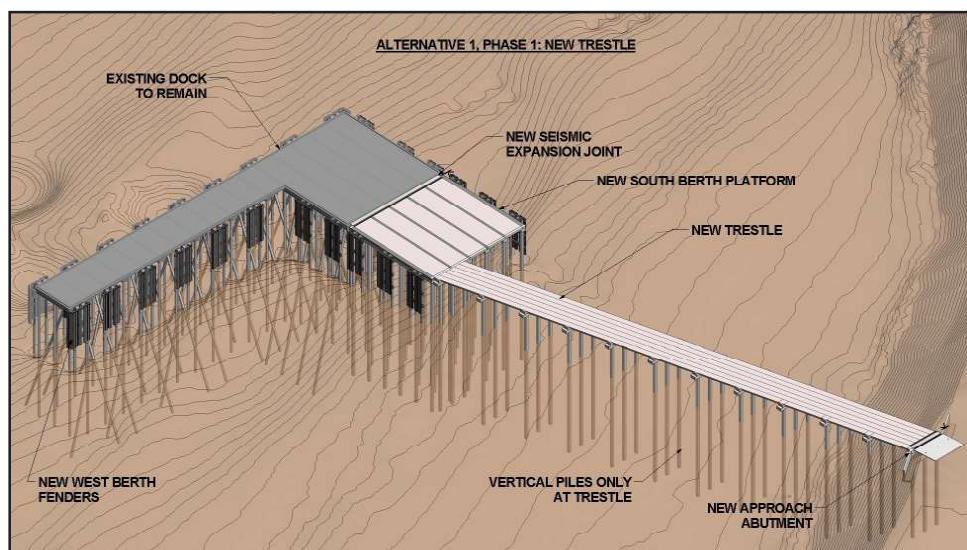 ALTERNATIVE 1, PHASE 1: NEW TRESTLE
EXISTING DOCK
TO REMAIN
NEW SEISMIC
EXPANSION JOINT
NEW SOUTH BERTH PLATFORM
NEW TRESTLE
NEW WEST BERTH
FENDERS
VERTICAL PILES ONLY
AT TRESTLE
NEW APPROACH
ABUTMENT